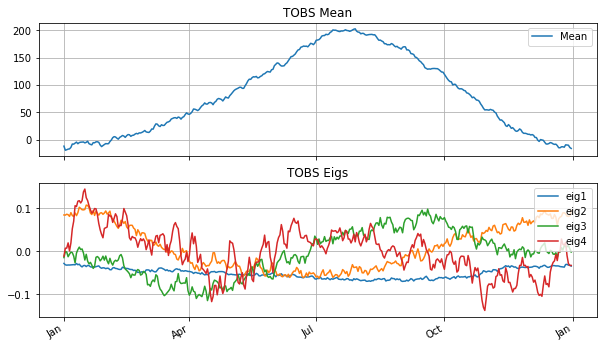 TOBS Mean
200
150
100
50
0
Mean
TOBS Eigs
0.1
0.0
−0.1
eig1
eig2
eig3
eig4
Jan
Apr
Jul
Oct
Jan